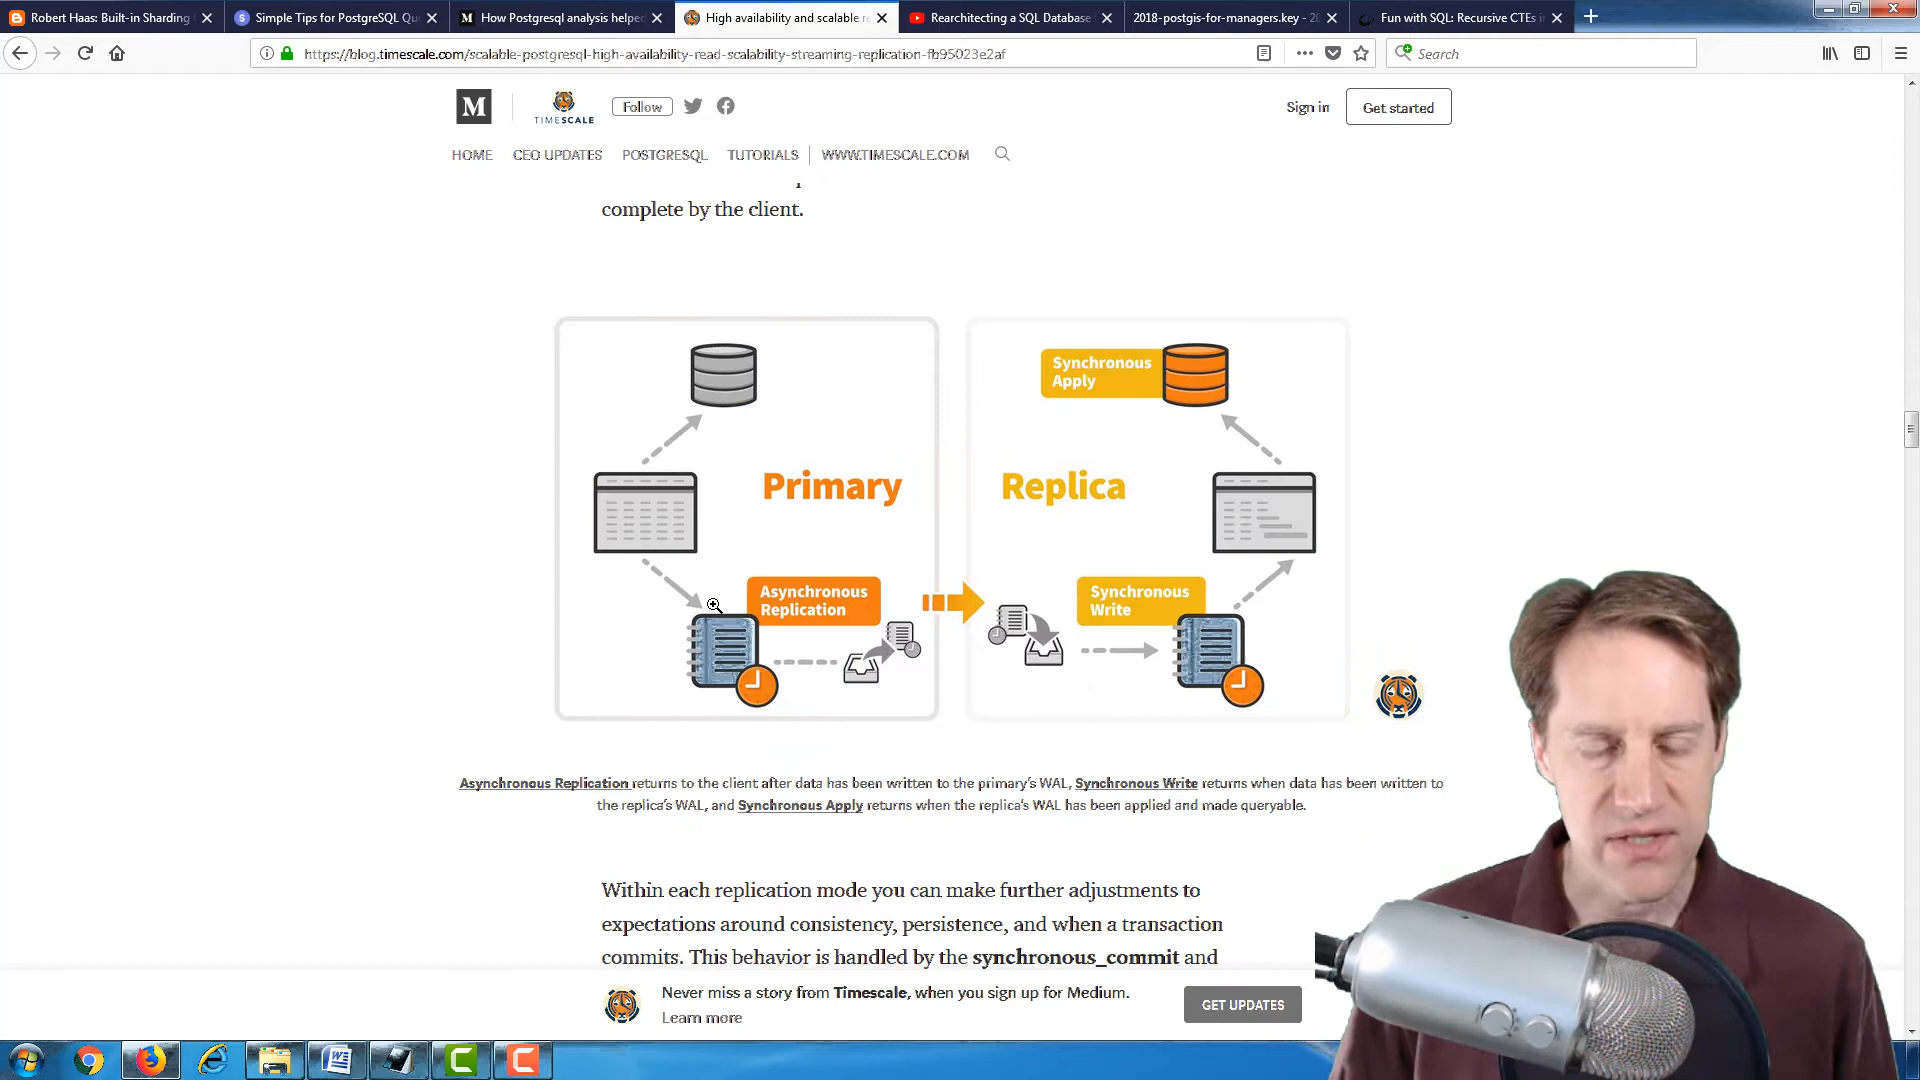 Robert Haas: Built-in Sharding
Simple Tips for PostgreSQL Qu
How Postgresql analysis helpe
High availability and scalable re
Rearchitecting a SQL Database
2018-postgis-for-managers.key - 20
Fun with SQL: Recursive CTEs in
https://blog.timescale.com/scalable-postgresql-high-availability-read-scalability-streaming-replication-fb95023e2af
Search
M
TIMESCALE
Follow
Sign in
Get started
HOME
CEO UPDATES
POSTGRESQL
TUTORIALS
WWW.TIMESCALE.COM
complete by the client.
Synchronous
Apply
Primary
Replica
Asynchronous
Replication
Synchronous
Write
Asynchronous Replication returns to the client after data has been written to the primary's WAL, Synchronous Write returns when data has been written to
the replica's WAL, and Synchronous Apply returns when the replica's WAL has been applied and made queryable.
Within each replication mode you can make further adjustments to
expectations around consistency, persistence, and when a transaction
commits. This behavior is handled by the synchronous_commit and
Never miss a story from Timescale, when you sign up for Medium.
Learn more
GET UPDATES